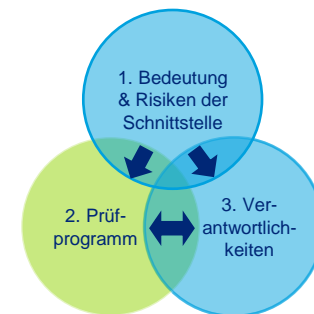 1. Bedeutung
& Risiken der
Schnittstelle
2. Prüf-
programm
3. Ver-
antwortlich-
keiten